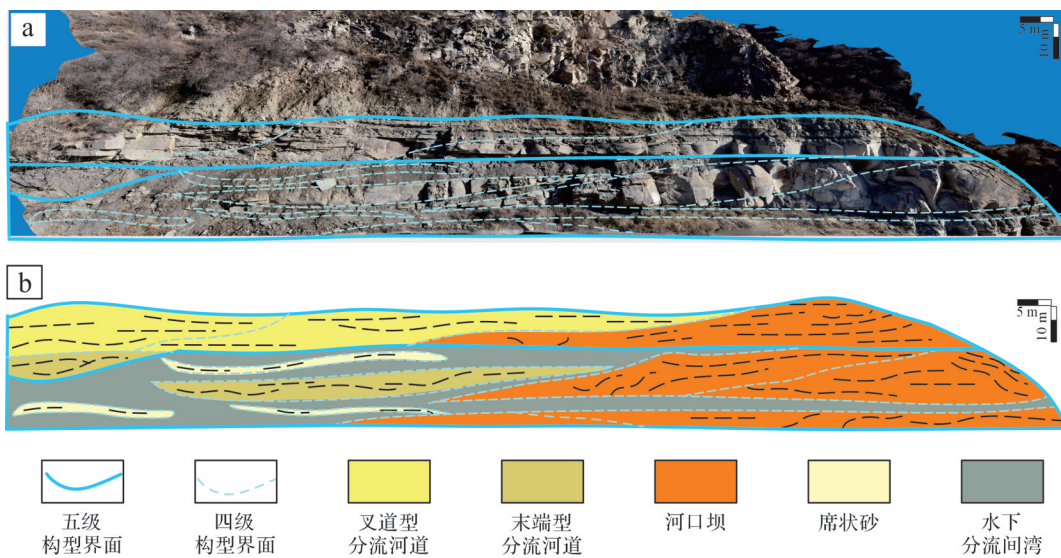 a
5 m
10 m
b
5 m
10 m
五级
构型界面
四级
构型界面
叉道型
分流河道
末端型
分流河道
河口坝
席状砂
水下
分流间湾